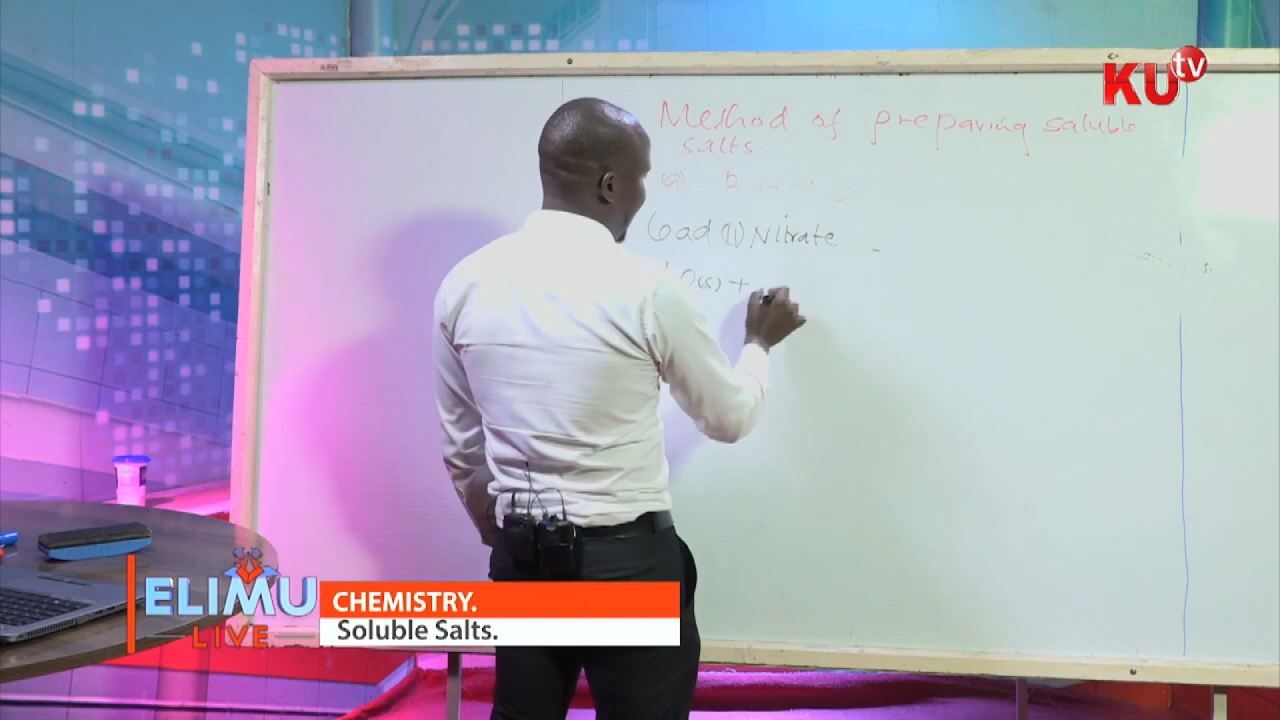 KU tv
Method of preparing soluble
salts.
Lead (II) Nitrate
O(s) +
ELIMU
LIVE
CHEMISTRY.
Soluble Salts.